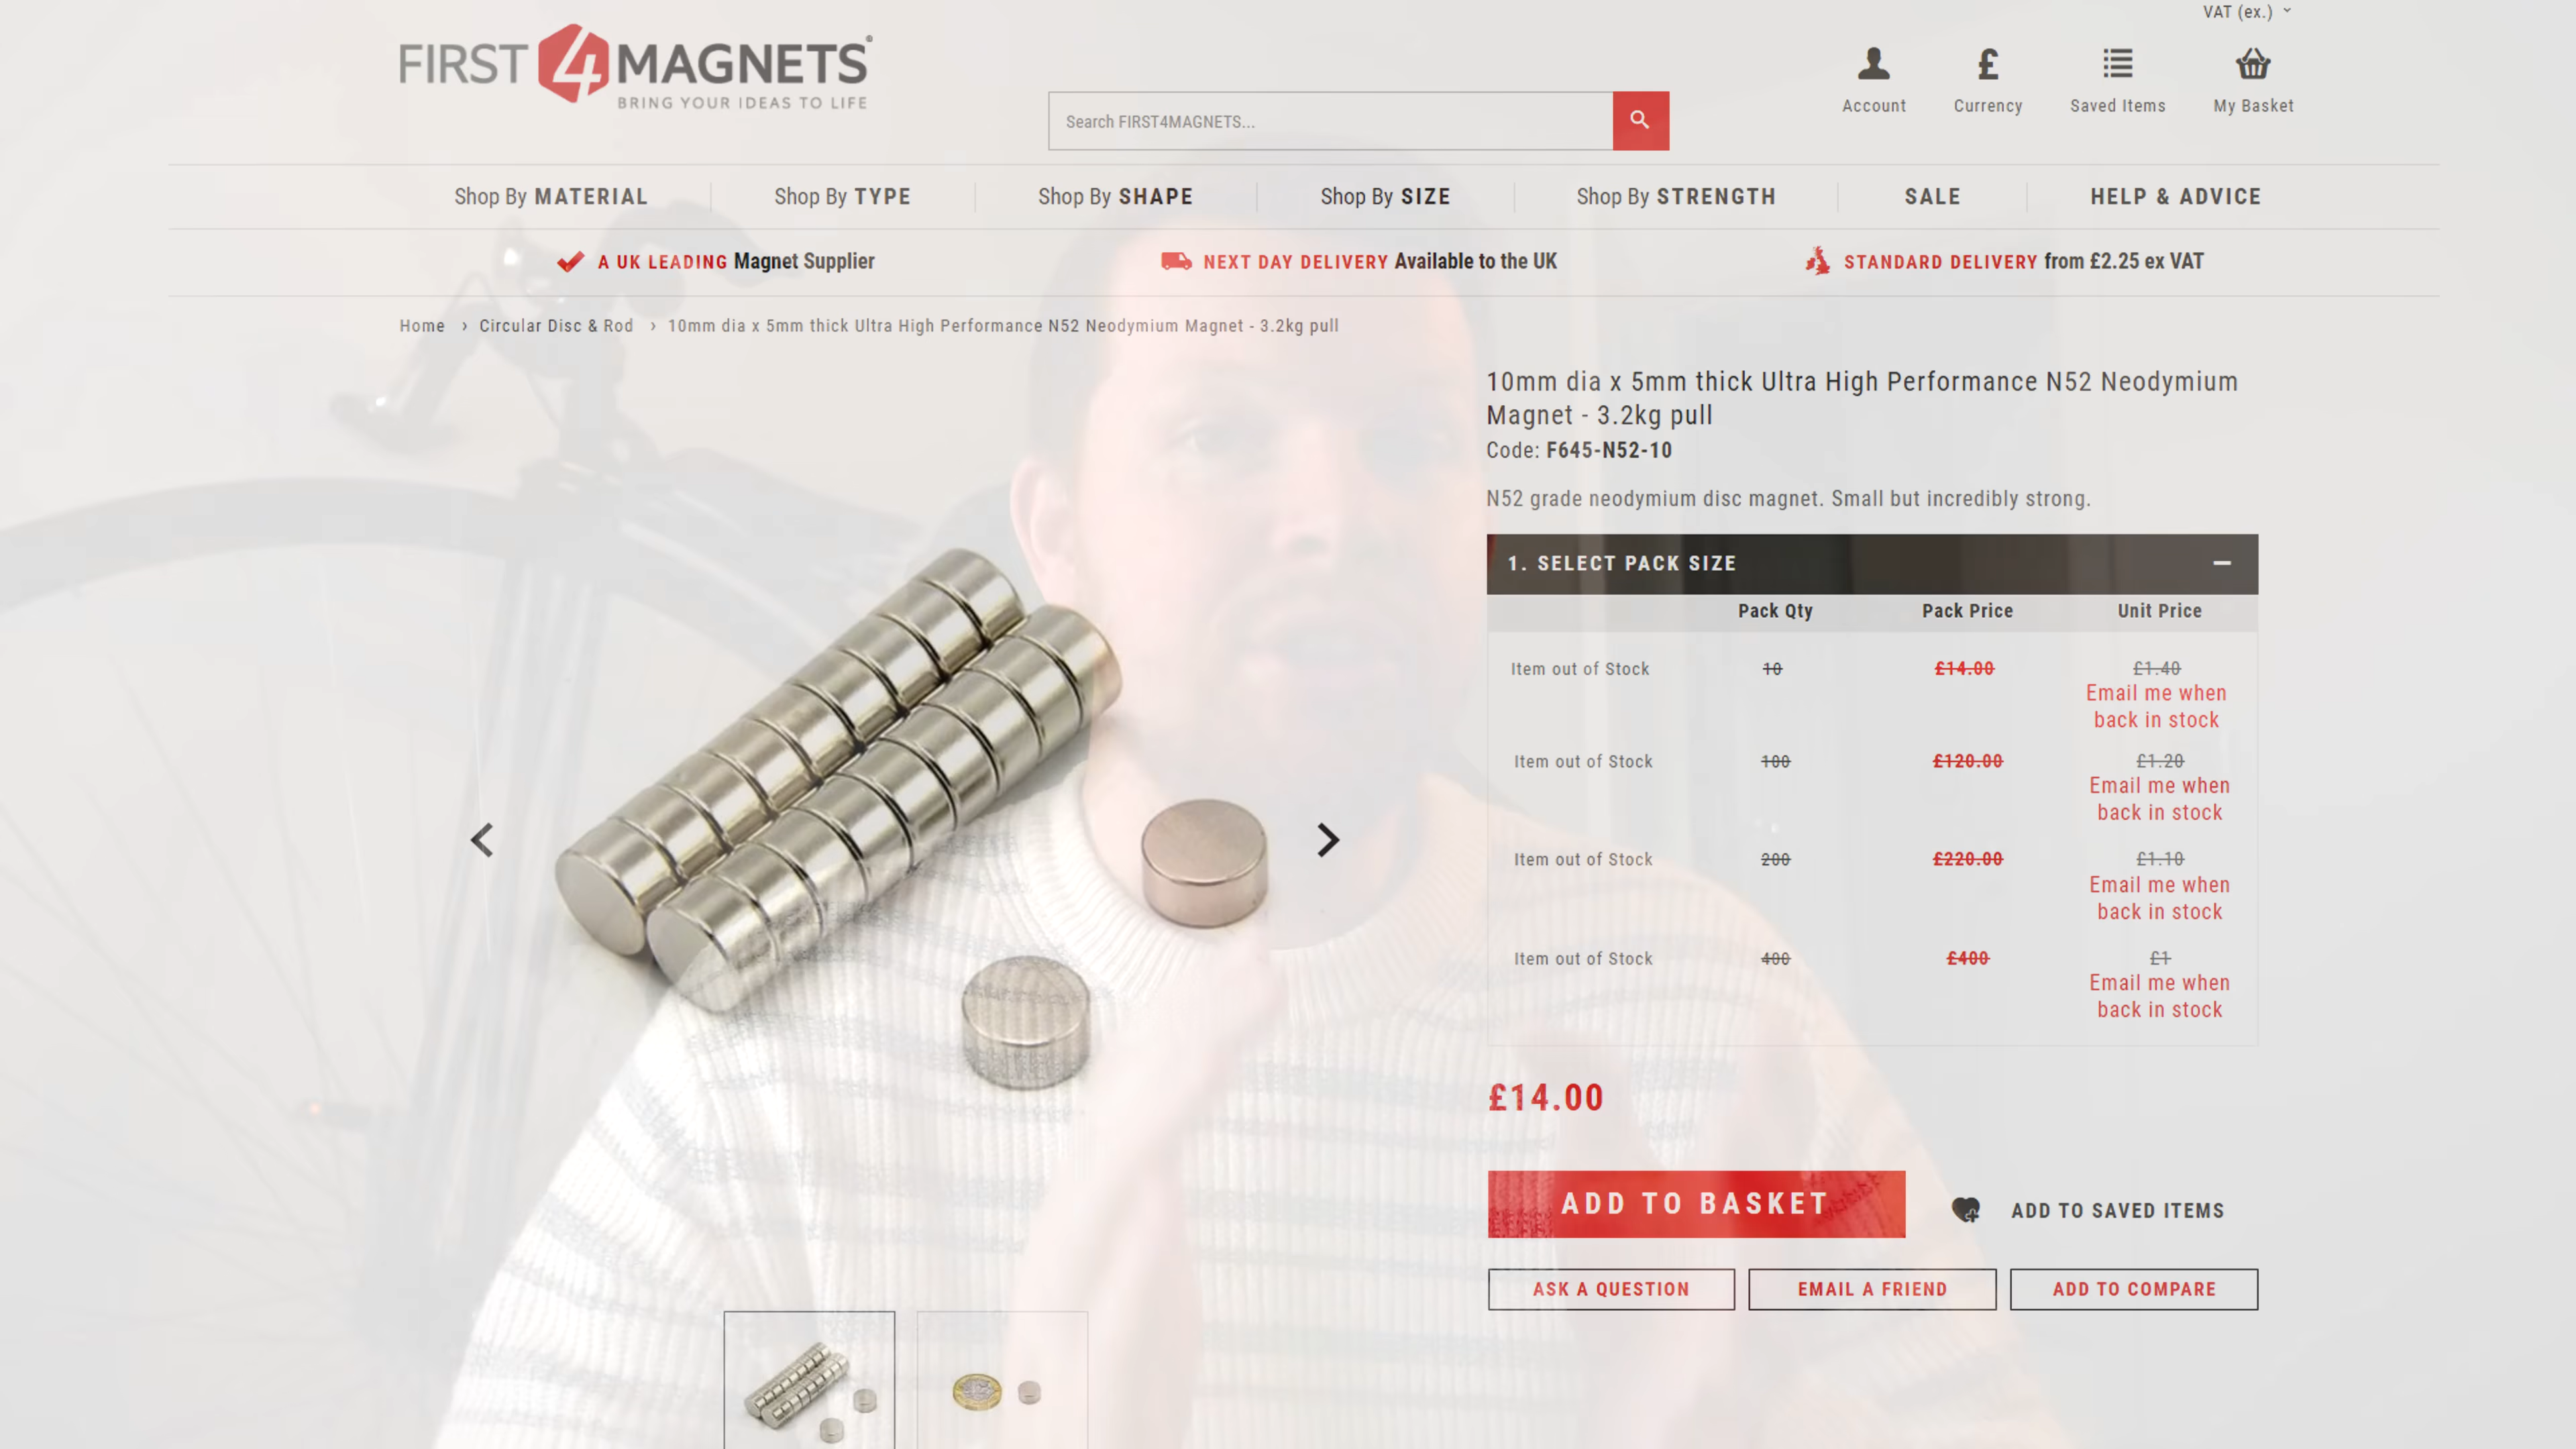 VAT (ex.)
FIRST 4 MAGNETS®
BRING YOUR IDEAS TO LIFE
Search FIRST4MAGNETS...
Account
Currency
Saved Items
My Basket
Shop By MATERIAL
Shop By TYPE
Shop By SHAPE
Shop By SIZE
Shop By STRENGTH
SALE
HELP & ADVICE
A UK LEADING Magnet Supplier
NEXT DAY DELIVERY Available to the UK
STANDARD DELIVERY from £2.25 ex VAT
Home › Circular Disc & Rod › 10mm dia x 5mm thick Ultra High Performance N52 Neodymium Magnet - 3.2kg pull
10mm dia x 5mm thick Ultra High Performance N52 Neodymium
Magnet - 3.2kg pull
Code: F645-N52-10
N52 grade neodymium disc magnet. Small but incredibly strong.
1. SELECT PACK SIZE
Pack Qty Pack Price Unit Price
Item out of Stock 10 £14.00 £1.40
Email me when
back in stock
Item out of Stock 100 £120.00 £1.20
Email me when
back in stock
Item out of Stock 200 £220.00 £1.10
Email me when
back in stock
Item out of Stock 400 £400 £1
Email me when
back in stock
£14.00
ADD TO BASKET
ADD TO SAVED ITEMS
ASK A QUESTION
EMAIL A FRIEND
ADD TO COMPARE